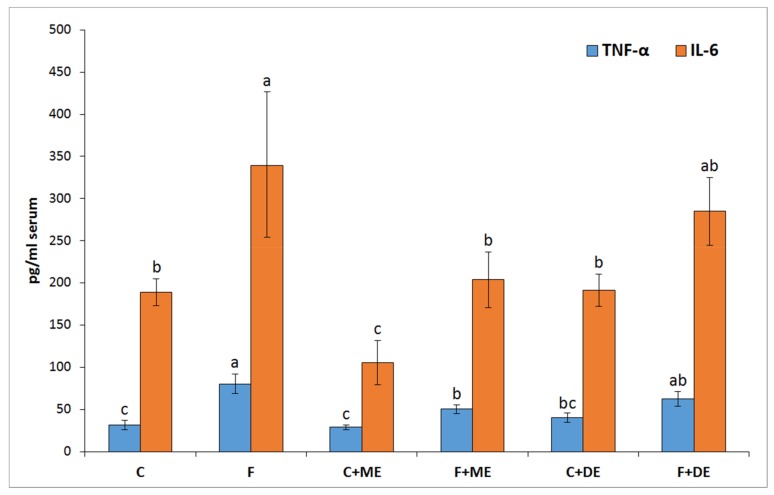 500
TNF-α IL-6
450
a
400
350
ab
300
pg/ml serum
250
b b b
200
150
c
100
a
b bc ab
50
c c
0
C F C+ME F+ME C+DE F+DE